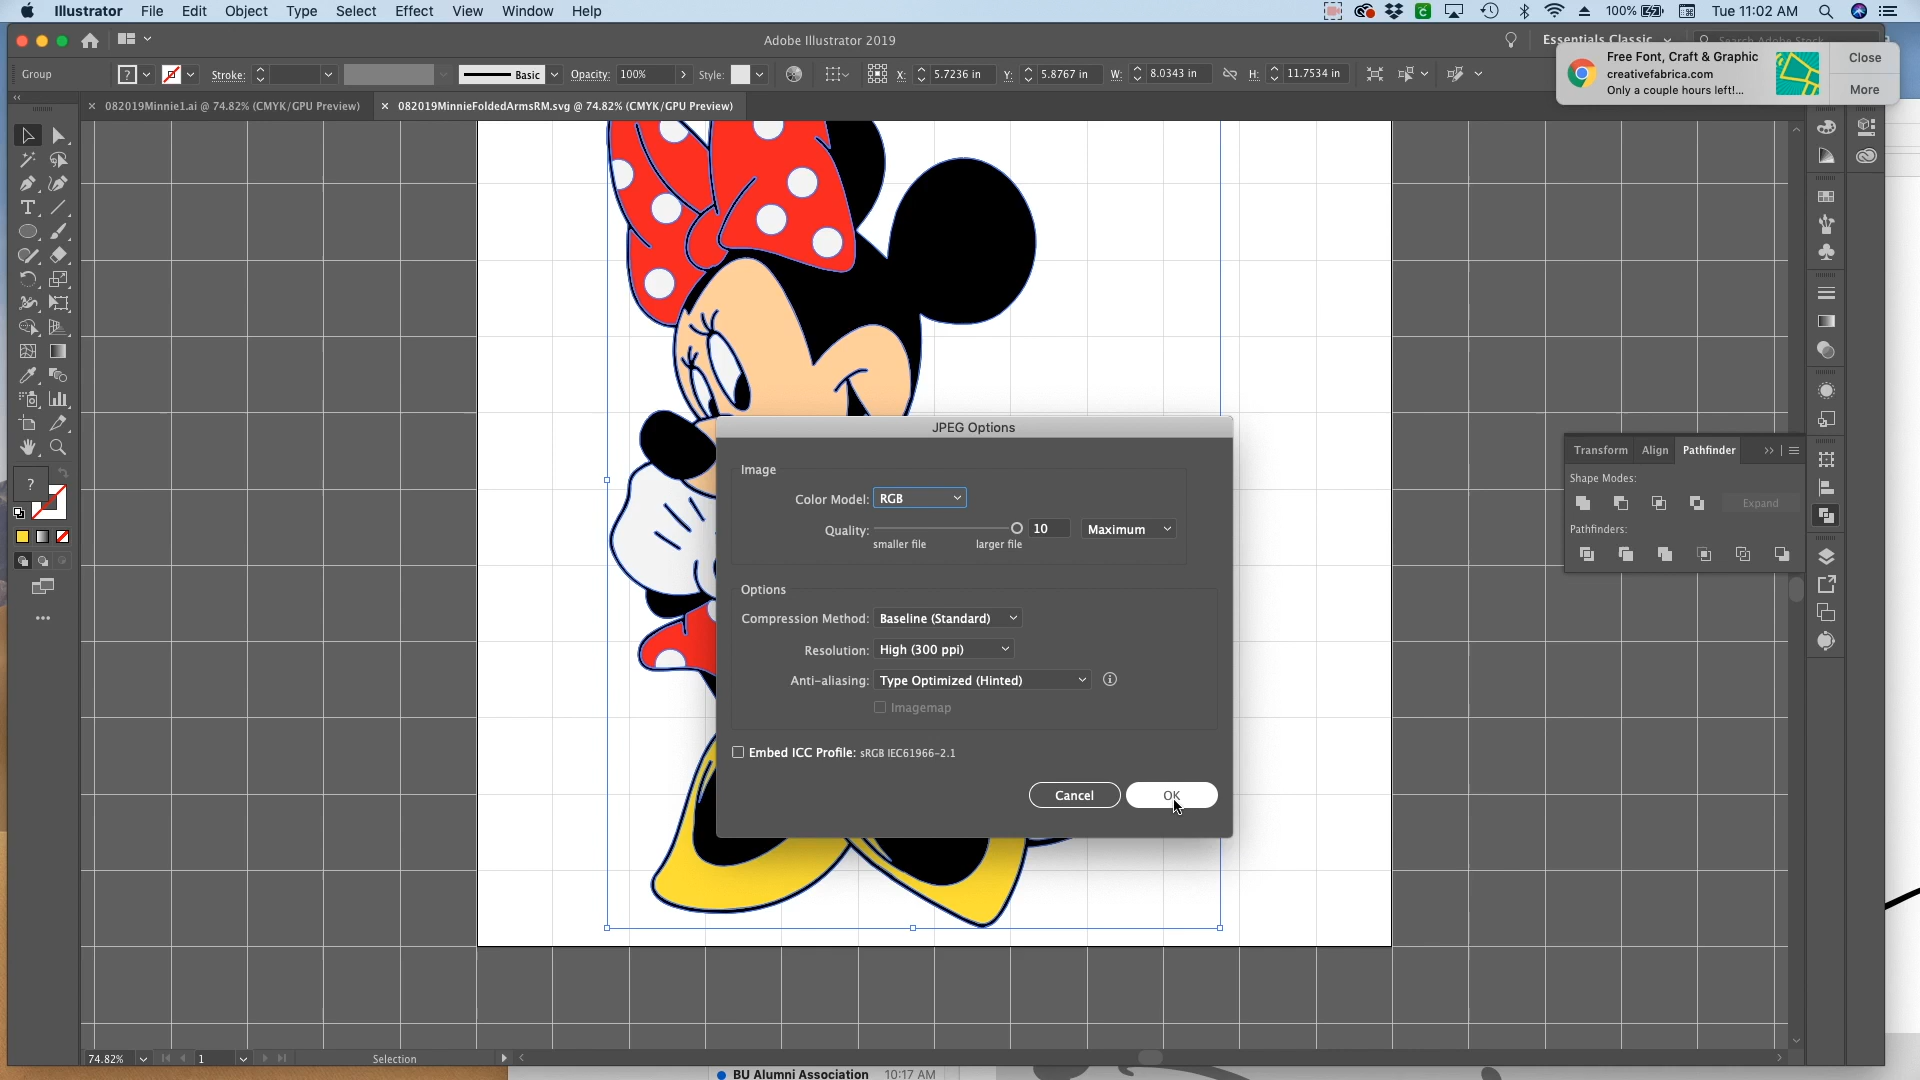 Illustrator File Edit Object Type Select Effect View Window Help
100% Tue 11:02 AM
Adobe Illustrator 2019
Essentials Classic
Search Adobe Stock
Group
Stroke:
Basic
Opacity: 100%
Style:
X: 5.7236 in
Y: 5.8767 in
W: 8.0343 in
H: 11.7534 in
Free Font, Craft & Graphic
creativefabrica.com
Only a couple hours left!...
Close
More
082019Minnie1.ai @ 74.82% (CMYK/GPU Preview)
082019MinnieFoldedArmsRM.svg @ 74.82% (CMYK/GPU Preview)
JPEG Options
Image
Color Model: RGB
Quality: 10 Maximum
smaller file larger file
Options
Compression Method: Baseline (Standard)
Resolution: High (300 ppi)
Anti-aliasing: Type Optimized (Hinted)
Imagemap
Embed ICC Profile: sRGB IEC61966-2.1
Cancel OK
Transform Align Pathfinder
Shape Modes:
Expand
Pathfinders:
74.82% 1 Selection
BU Alumni Association 10:17 AM